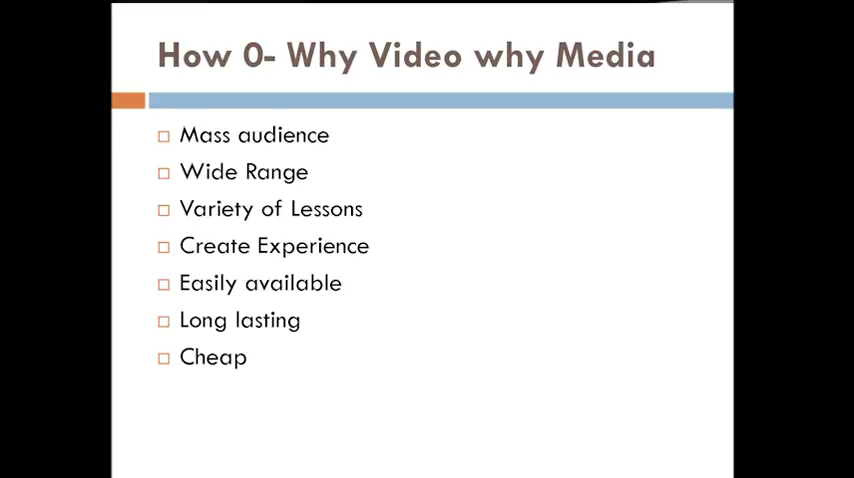 How 0- Why Video why Media
Mass audience
Wide Range
Variety of Lessons
Create Experience
Easily available
Long lasting
Cheap